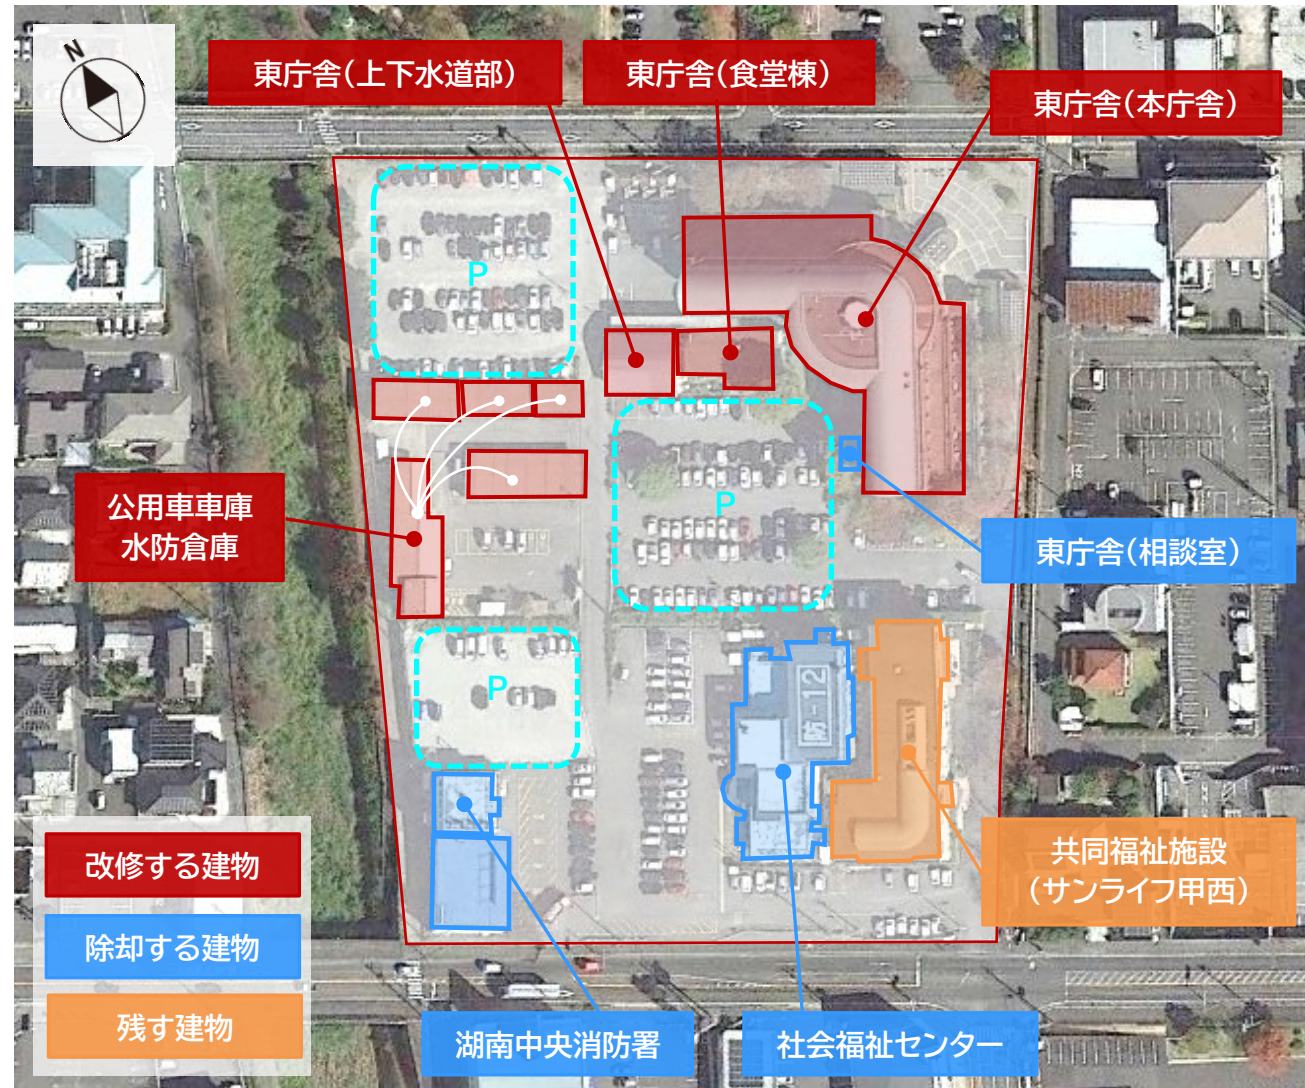 N
東庁舎(上下水道部)
東庁舎(食堂棟)
東庁舎(本庁舎)
P
公用車車庫
水防倉庫
P
東庁舎(相談室)
P
防-12
共同福祉施設
(サンライフ甲西)
改修する建物
除却する建物
残す建物
湖南中央消防署
社会福祉センター